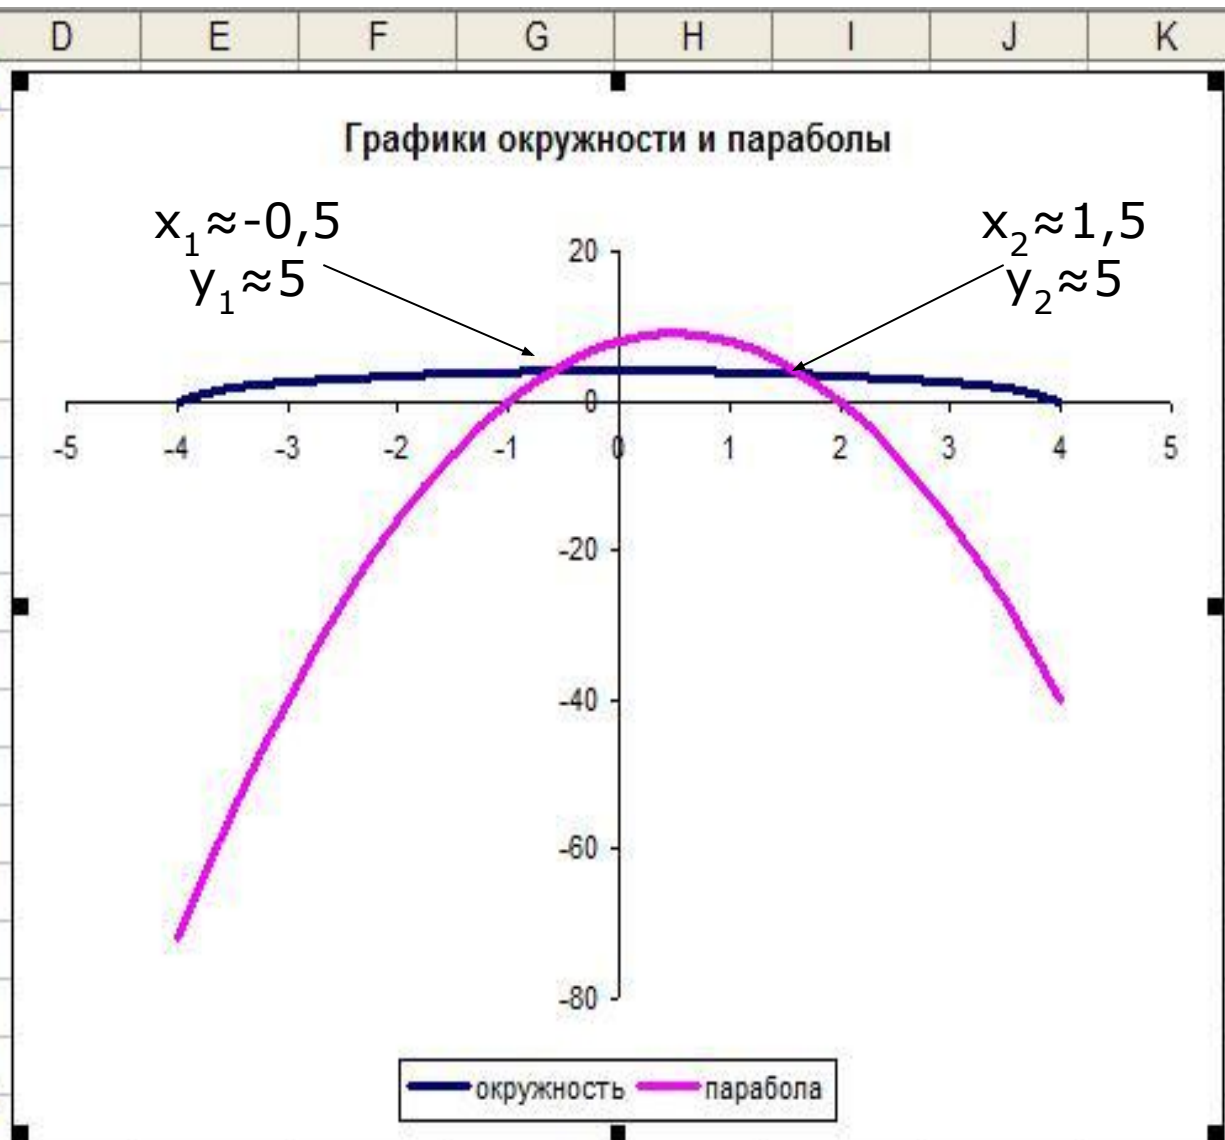 D E F G H I J K
Графики окружности и параболы
x₁≈-0,5
y₁≈5
x₂≈1,5
y₂≈5
20
0
-5 -4 -3 -2 -1 0 1 2 3 4 5
-20
-40
-60
-80
окружность парабола